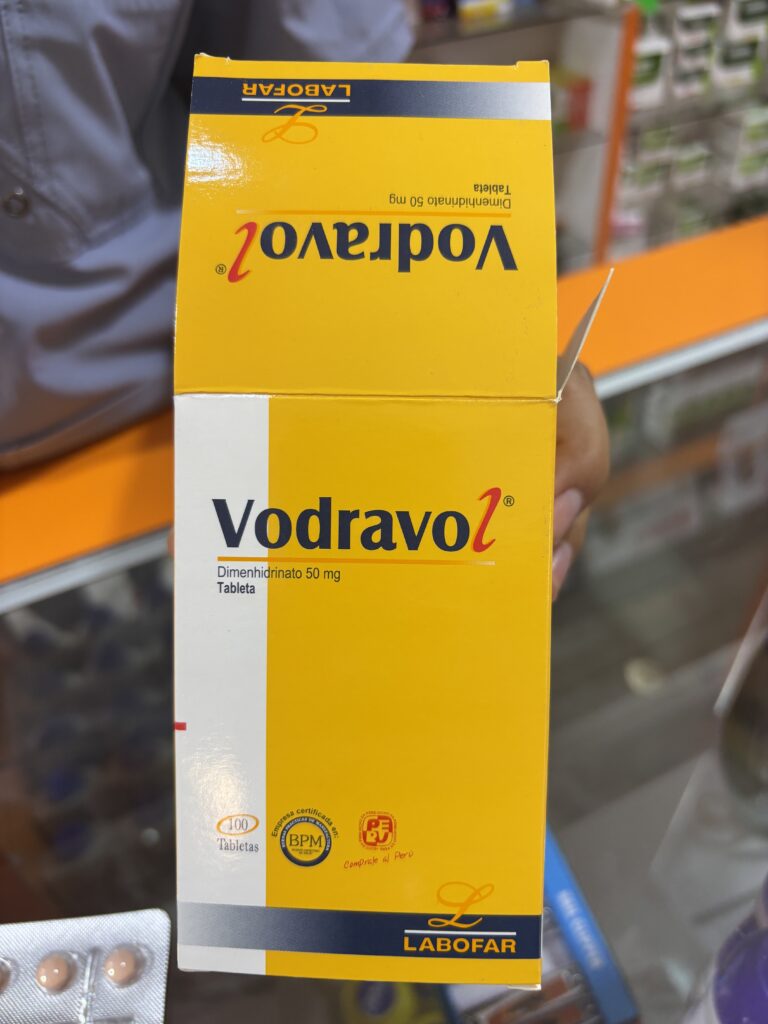 LABOFAR
Dimenhidrinato 50 mg
Tableta
Vodravol®
Vodravol®
Dimenhidrinato 50 mg
Tableta
100
Tabletas
Empresa certificada en:
BPM
PERU
Cómprale al Perú
LABOFAR